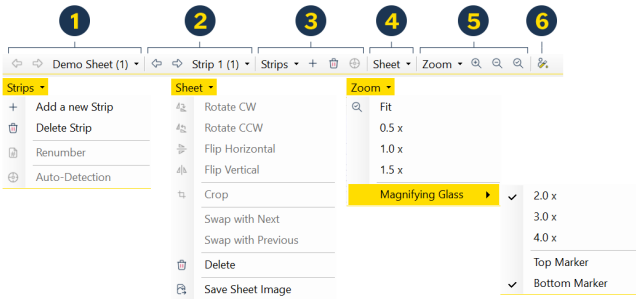 1 2 3 4 5 6
Demo Sheet (1) Strip 1 (1) Strips Sheet Zoom
Strips
Add a new Strip
Delete Strip
Renumber
Auto-Detection
Sheet
Rotate CW
Rotate CCW
Flip Horizontal
Flip Vertical
Crop
Swap with Next
Swap with Previous
Delete
Save Sheet Image
Zoom
Fit
0.5 x
1.0 x
1.5 x
Magnifying Glass
2.0 x
3.0 x
4.0 x
Top Marker
Bottom Marker